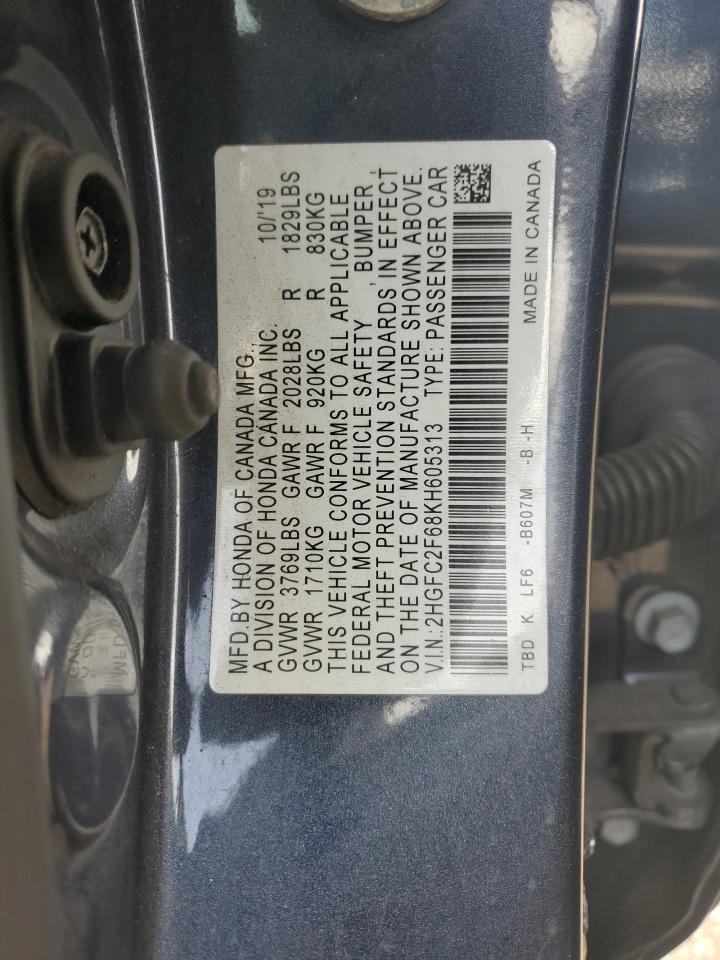 MFD.BY HONDA OF CANADA MFG.
A DIVISION OF HONDA CANADA INC. 10/'19
GVWR 3769LBS GAWR F 2028LBS R 1829LBS
GVWR 1710KG GAWR F 920KG R 830KG
THIS VEHICLE CONFORMS TO ALL APPLICABLE
FEDERAL MOTOR VEHICLE SAFETY , BUMPER ,
AND THEFT PREVENTION STANDARDS IN EFFECT
ON THE DATE OF MANUFACTURE SHOWN ABOVE.
V.I.N.:2HGFC2F68KH605313 TYPE: PASSENGER CAR
TBD K LF6 -B607M -B -H MADE IN CANADA